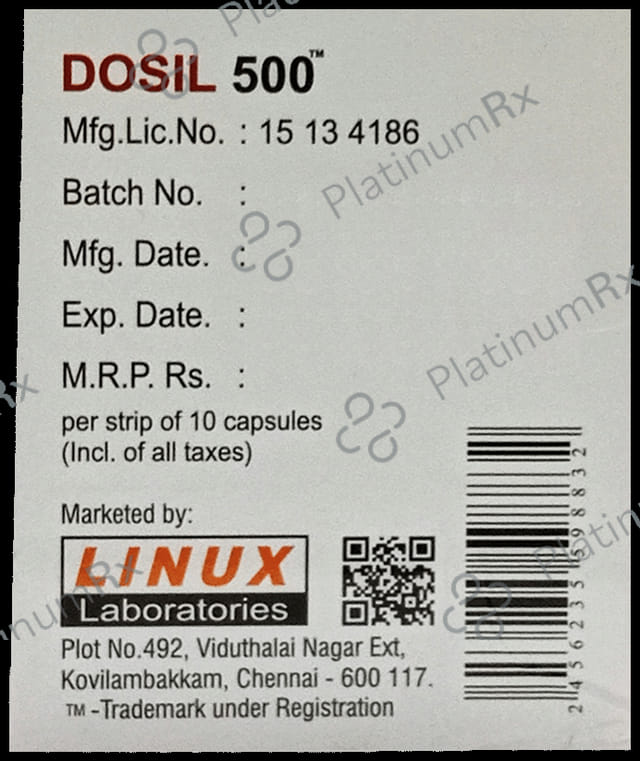 DOSIL 500™
Mfg.Lic.No. : 15 13 4186
Batch No. :
Mfg. Date. :
Exp. Date. :
M.R.P. Rs. :
per strip of 10 capsules
(Incl. of all taxes)
Marketed by:
LINUX
Laboratories
Plot No.492, Viduthalai Nagar Ext,
Kovilambakkam, Chennai - 600 117.
TM -Trademark under Registration
PlatinumRx
PlatinumRx